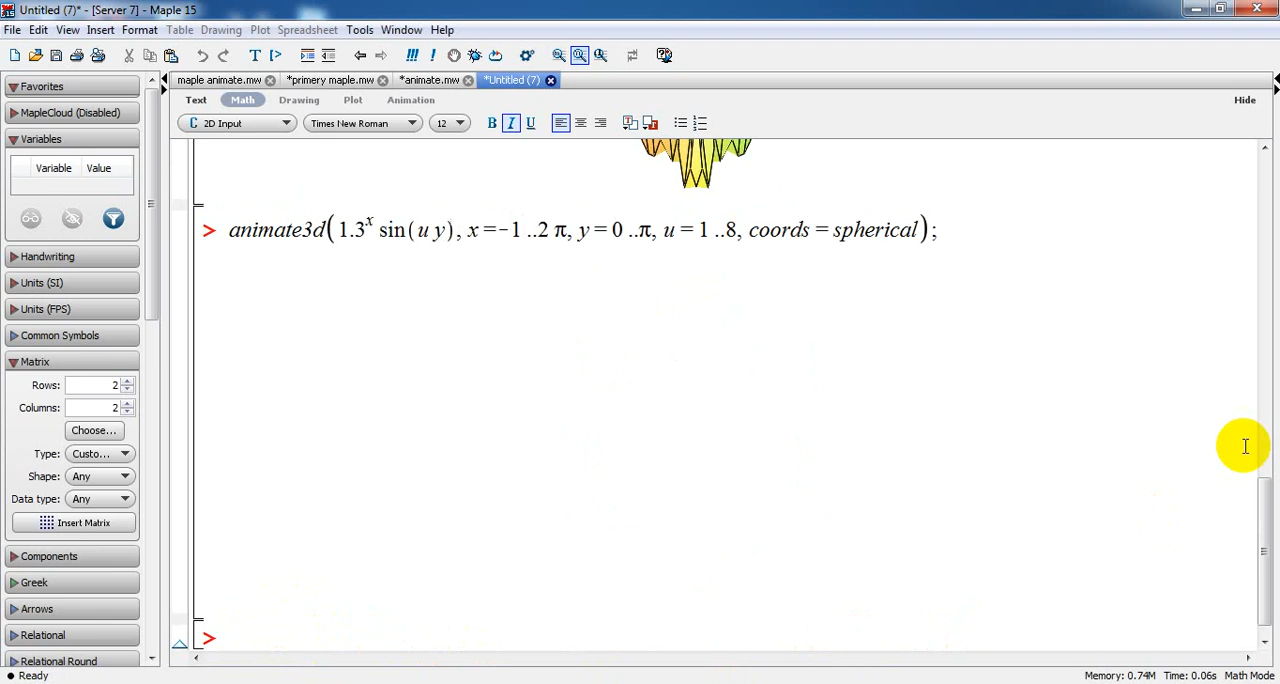 Untitled (7)* - [Server 7] - Maple 15
File Edit View Insert Format Table Drawing Plot Spreadsheet Tools Window Help
maple animate.mw *primery maple.mw *animate.mw *Untitled (7)
Text Math Drawing Plot Animation Hide
C 2D Input Times New Roman 12 B I U
Favorites
MapleCloud (Disabled)
Variables
Variable Value
Handwriting
Units (SI)
Units (FPS)
Common Symbols
Matrix
Rows: 2
Columns: 2
Choose...
Type: Custo...
Shape: Any
Data type: Any
Insert Matrix
Components
Greek
Arrows
Relational
Relational Round
> animate3d(1.3^x sin(u y), x =-1 ..2 π, y = 0 ..π, u = 1 ..8, coords = spherical);
>
Ready Memory: 0.74M Time: 0.06s Math Mode